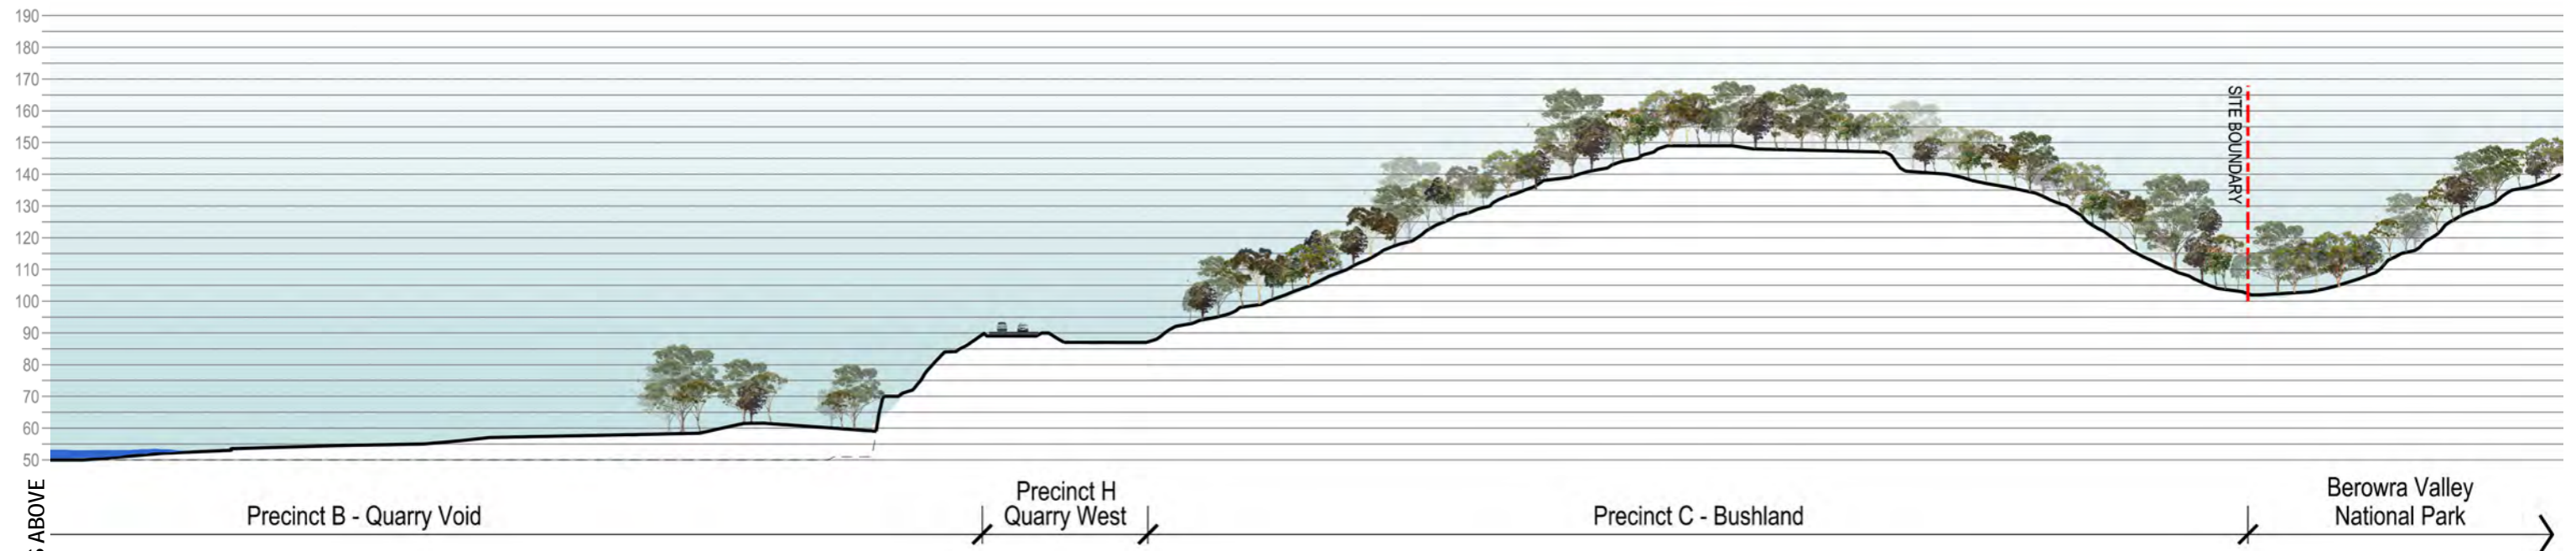 190
180
170
160
150
140
130
120
110
100
90
80
70
60
50
SITE BOUNDARY
ABOVE
Precinct B - Quarry Void
Precinct H
Quarry West
Precinct C - Bushland
Berowra Valley
National Park